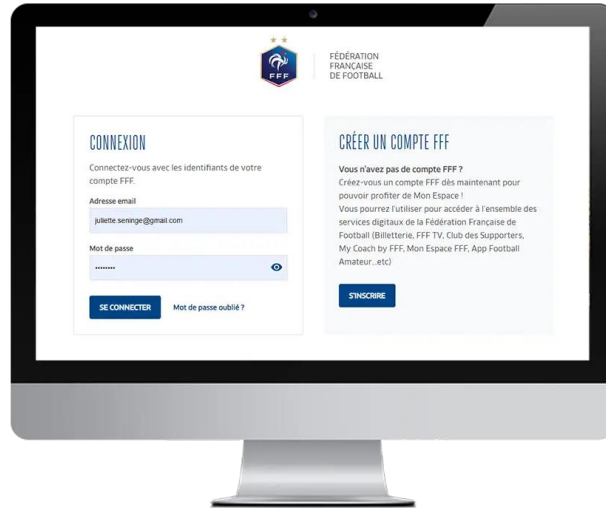 FFF
FÉDÉRATION
FRANÇAISE
DE FOOTBALL
CONNEXION
Connectez-vous avec les identifiants de votre
compte FFF.
Adresse email
juliette.seninge@gmail.com
Mot de passe
••••••••
SE CONNECTER
Mot de passe oublié ?
CRÉER UN COMPTE FFF
Vous n'avez pas de compte FFF ?
Créez-vous un compte FFF dès maintenant pour
pouvoir profiter de Mon Espace !
Vous pourrez l'utiliser pour accéder à l'ensemble des
services digitaux de la Fédération Française de
Football (Billetterie, FFF TV, Club des Supporters,
My Coach by FFF, Mon Espace FFF, App Football
Amateur...etc)
S'INSCRIRE